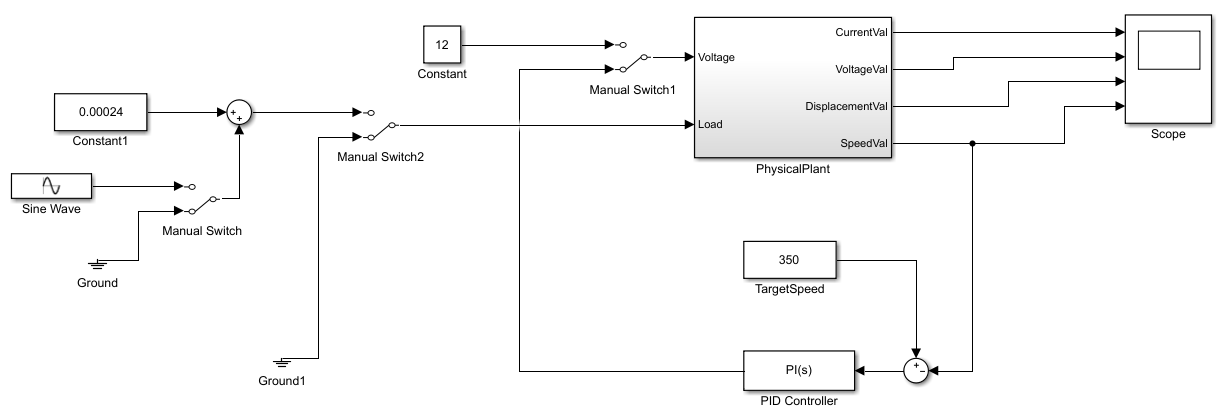 12
Constant
Manual Switch1
Voltage
Load
CurrentVal
VoltageVal
DisplacementVal
SpeedVal
PhysicalPlant
Scope
0.00024
Constant1
+
+
Manual Switch2
Sine Wave
Manual Switch
Ground
Ground1
350
TargetSpeed
PI(s)
PID Controller
+
−